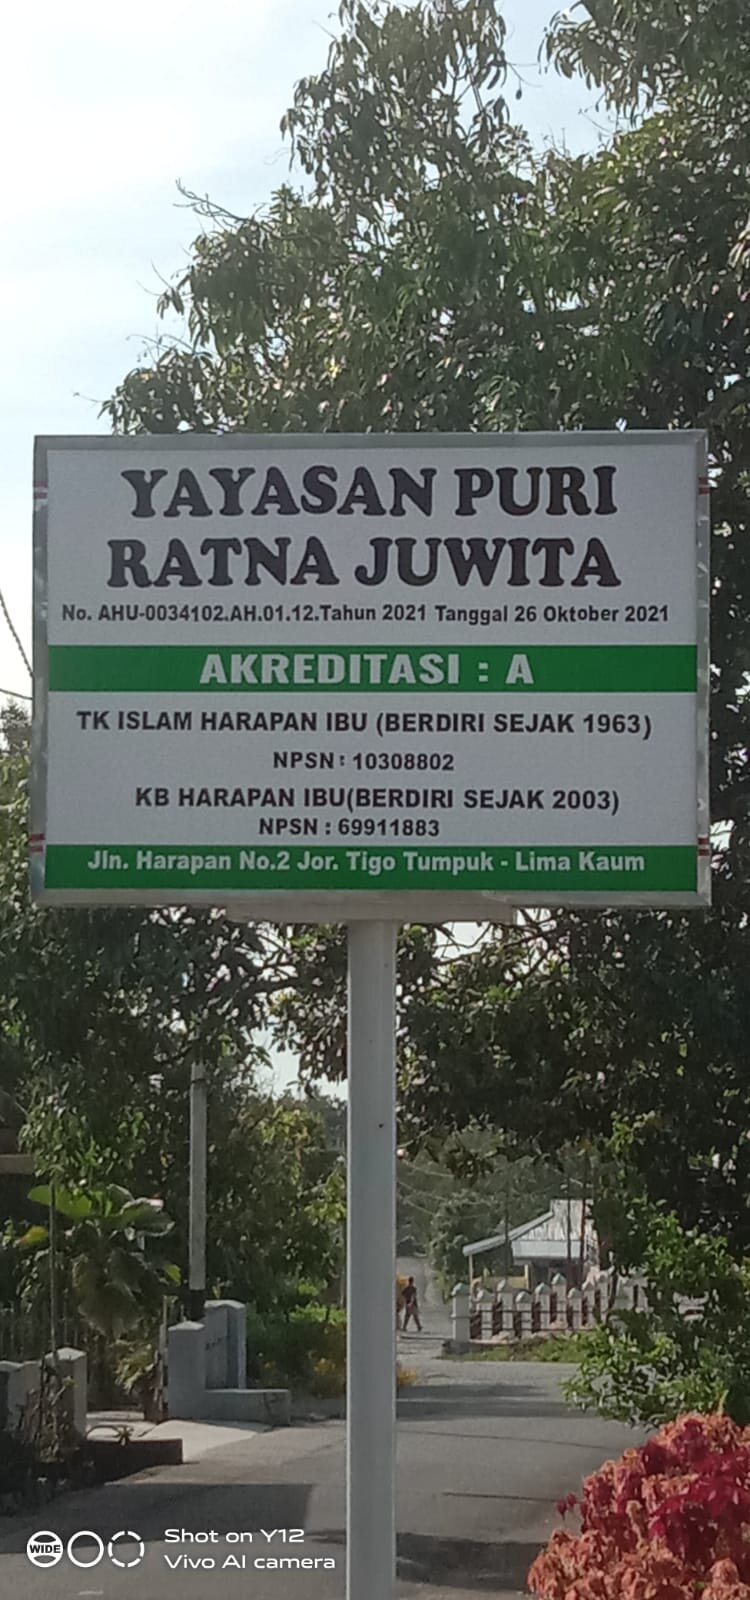 YAYASAN PURI
RATNA JUWITA
No. AHU-0034102.AH.01.12.Tahun 2021 Tanggal 26 Oktober 2021
AKREDITASI : A
TK ISLAM HARAPAN IBU (BERDIRI SEJAK 1963)
NPSN : 10308802
KB HARAPAN IBU(BERDIRI SEJAK 2003)
NPSN : 69911883
Jln. Harapan No.2 Jor. Tigo Tumpuk - Lima Kaum
WIDE
Shot on Y12
Vivo AI camera